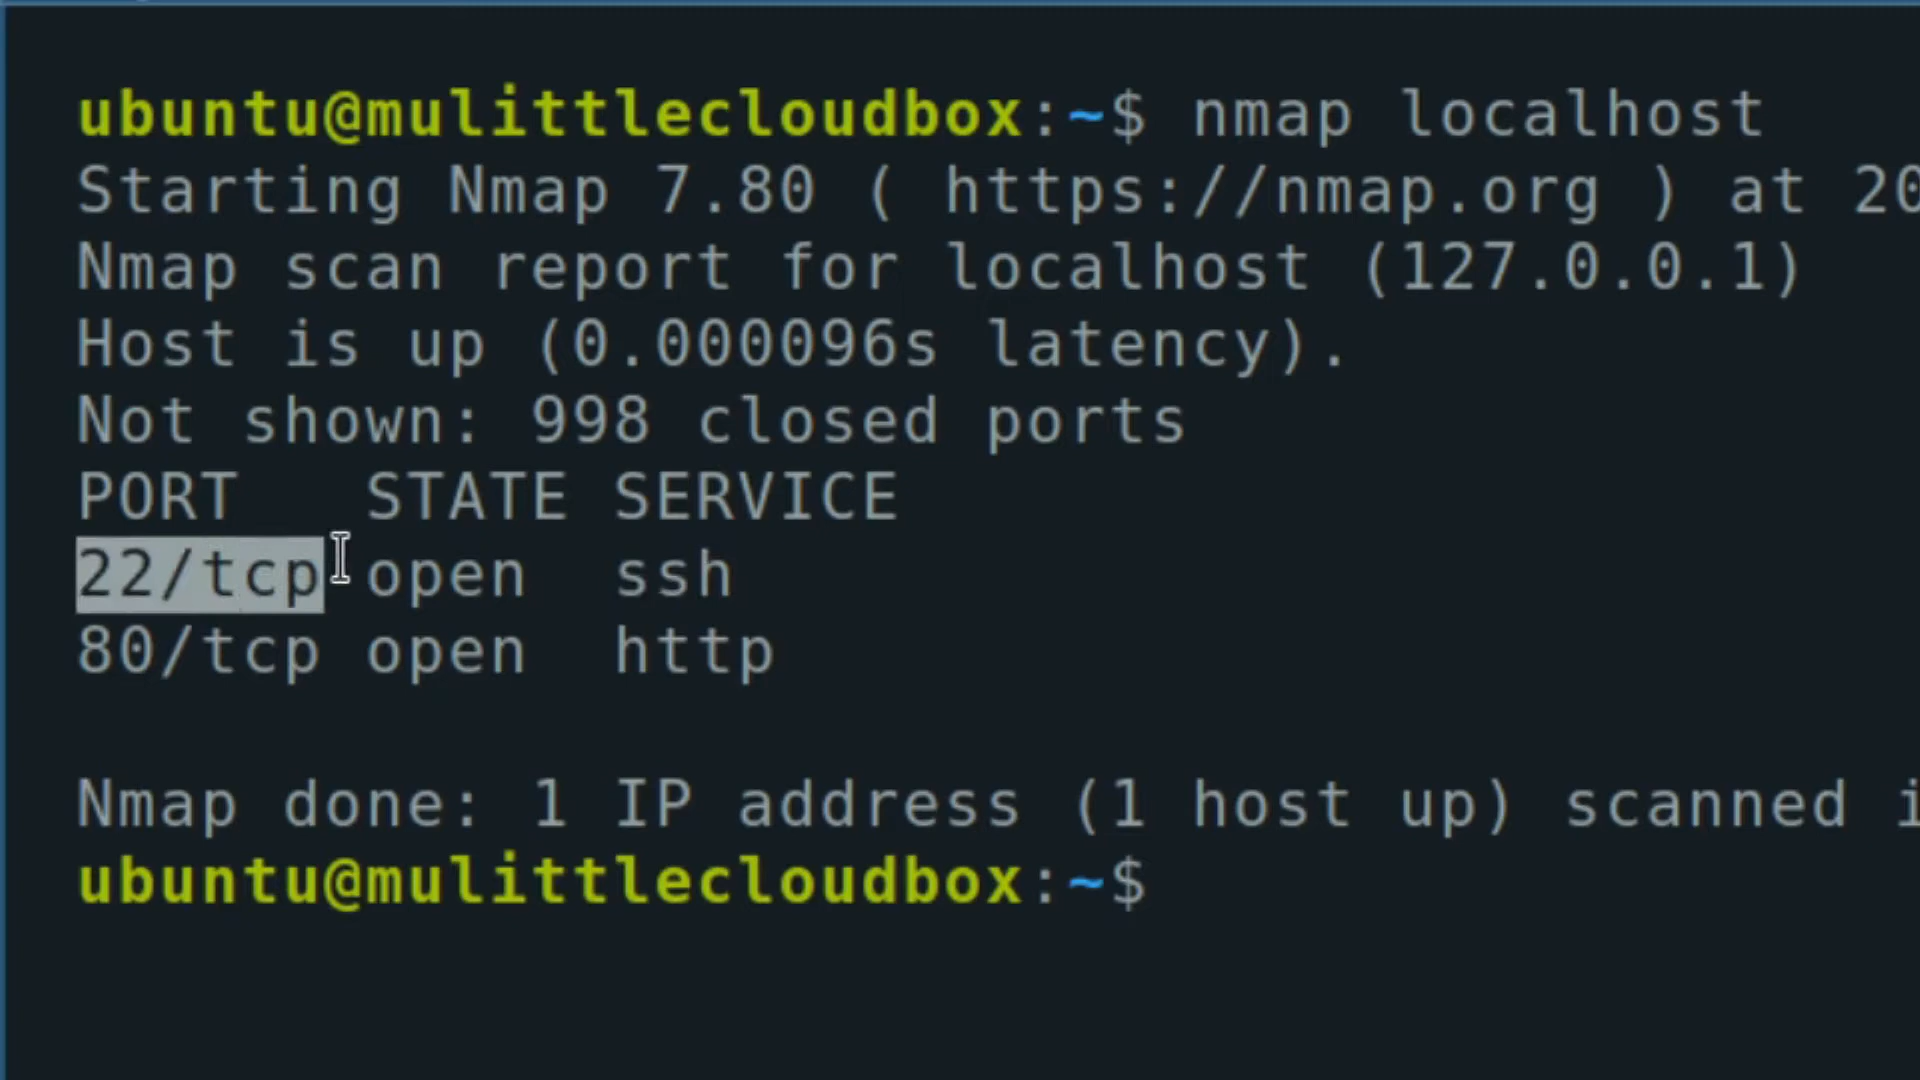 ubuntu@mulittlecloudbox:~$ nmap localhost
Starting Nmap 7.80 ( https://nmap.org ) at 20
Nmap scan report for localhost (127.0.0.1)
Host is up (0.000096s latency).
Not shown: 998 closed ports
PORT   STATE SERVICE
22/tcp open  ssh
80/tcp open  http
Nmap done: 1 IP address (1 host up) scanned i
ubuntu@mulittlecloudbox:~$